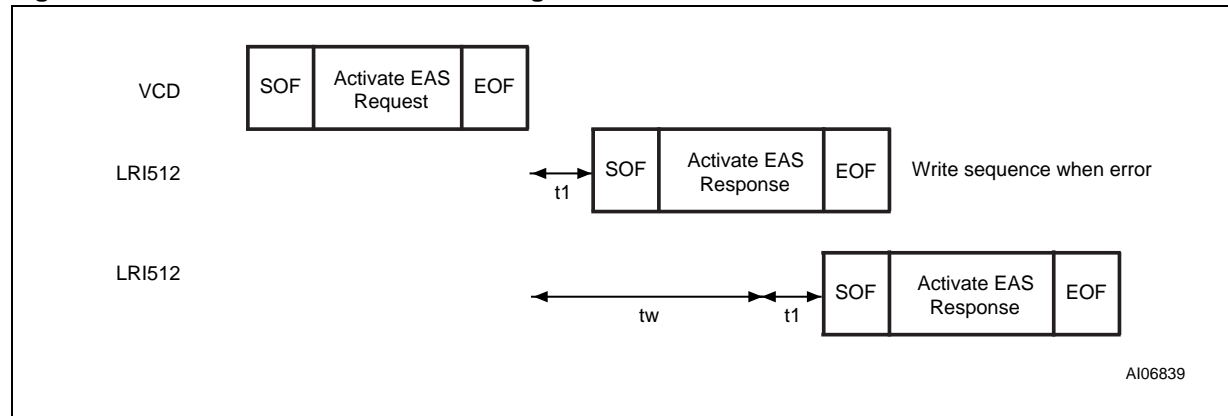 VCD
SOF
Activate EAS
Request
EOF
LRI512
t1
SOF
Activate EAS
Response
EOF
Write sequence when error
LRI512
tw
t1
SOF
Activate EAS
Response
EOF
AI06839